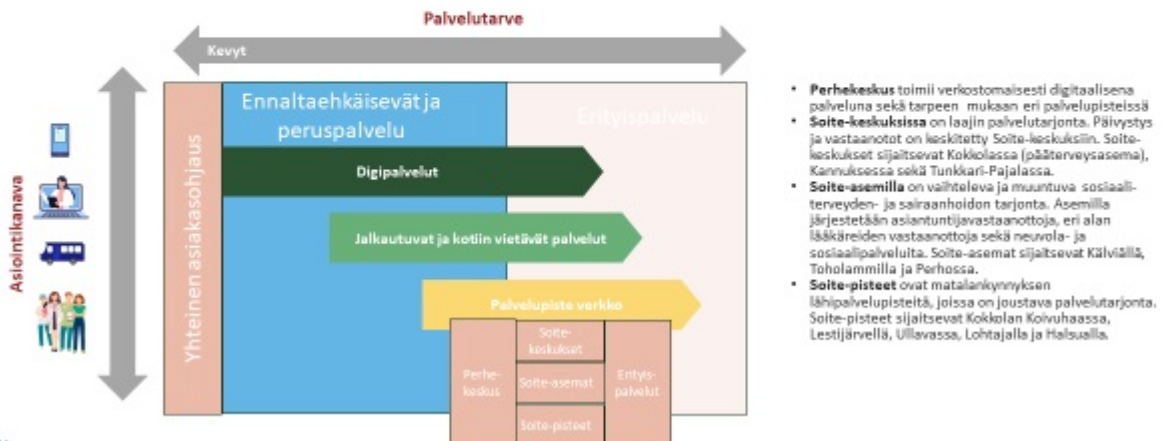 Palvelutarve
Kevyt
Asiointikanava
Yhteinen asiakasohjaus
Ennaltaehkäisevät ja
peruspalvelu
Erityispalvelu
Digipalvelut
Jalkautuvat ja kotiin vietävät palvelut
Palvelupiste verkko
Perhe-
keskus
Soite-
keskukset
Soite-asemat
Soite-pisteet
Erityis-
palvelut
• Perhekeskus toimii verkostomaisesti digitaalisena
palveluna sekä tarpeen mukaan eri palvelupisteissä
• Soite-keskuksissa on laajin palvelutarjonta. Päivystys
ja vastaanotot on keskitetty Soite-keskuksiin. Soite-
keskukset sijaitsevat Kokkolassa (pääterveysasema),
Kannuksessa sekä Tunkkari-Pajalassa.
• Soite-asemilla on vaihteleva ja muuntuva sosiaali-
terveyden- ja sairaanhoidon tarjonta. Asemilla
järjestetään asiantuntijavastaanottoja, eri alan
lääkäreiden vastaanottoja sekä neuvola- ja
sosiaalipalveluita. Soite-asemat sijaitsevat Kälviällä,
Toholammilla ja Perhossa.
• Soite-pisteet ovat matalankynnyksen
lähipalvelupisteitä, joissa on joustava palvelutarjonta.
Soite-pisteet sijaitsevat Kokkolan Koivuhaassa,
Lestijärvellä, Ullavassa, Lohtajalla ja Halsualla.